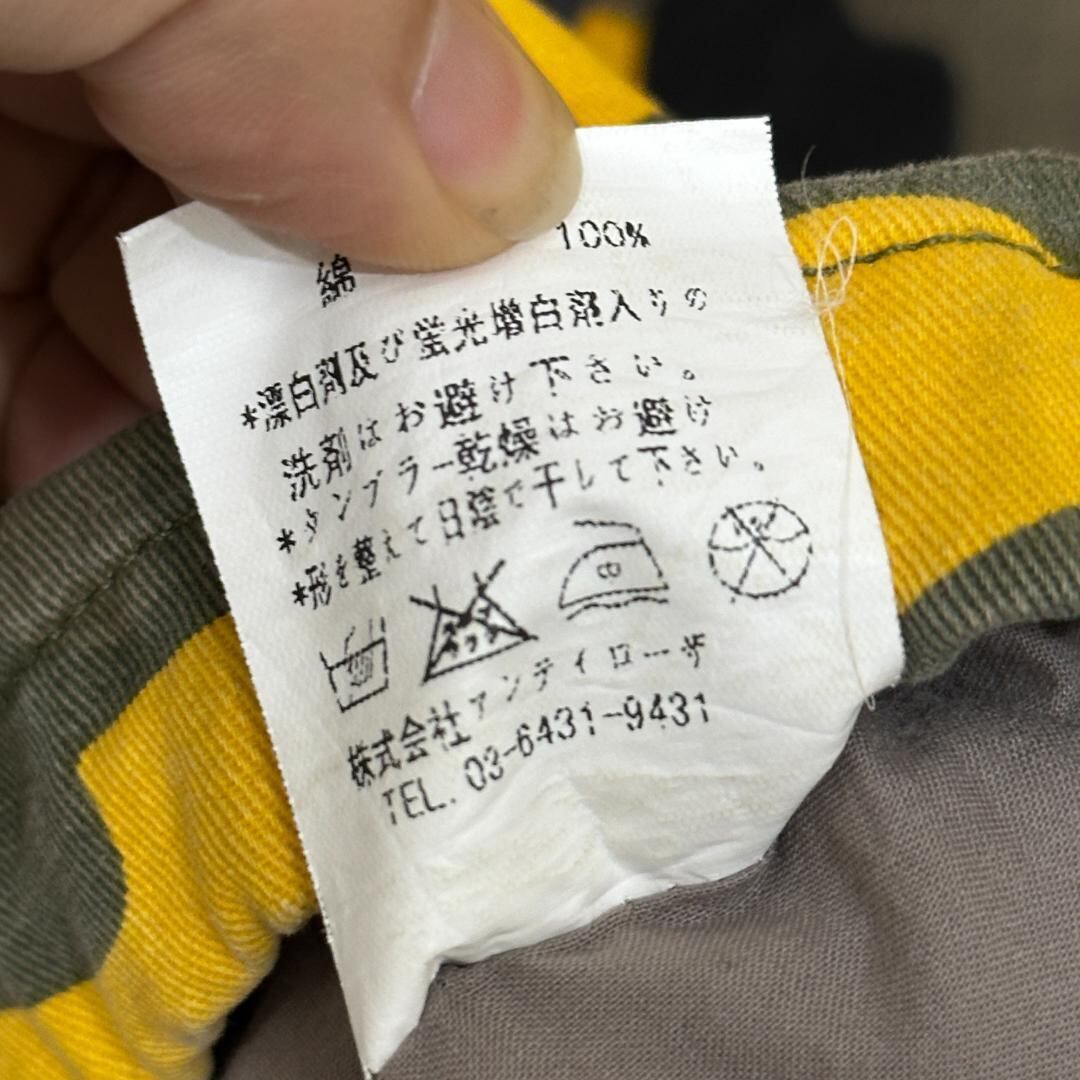 綿 100%
*漂白剤及び蛍光増白剤入りの
洗剤はお避け下さい。
*タンブラー乾燥はお避け
*形を整えて日陰で干して下さい。
株式会社アンティローザ
TEL. 03-6431-9431